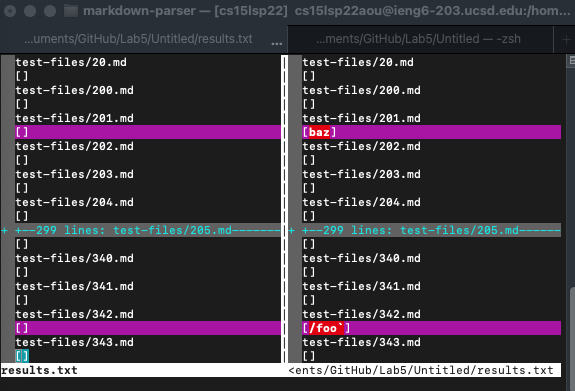 markdown-parser — [cs15lsp22] cs15lsp22aou@ieng6-203.ucsd.edu:/hom...
...uments/GitHub/Lab5/Untitled/results.txt ...
...ments/GitHub/Lab5/Untitled — -zsh +
test-files/20.md
[]
test-files/200.md
[]
test-files/201.md
[]
test-files/202.md
[]
test-files/203.md
[]
test-files/204.md
[]
+ +--299 lines: test-files/205.md-------
[]
test-files/340.md
[]
test-files/341.md
[]
test-files/342.md
[]
test-files/343.md
[]
results.txt
test-files/20.md
[]
test-files/200.md
[]
test-files/201.md
[baz]
test-files/202.md
[]
test-files/203.md
[]
test-files/204.md
[]
+ +--299 lines: test-files/205.md------
[]
test-files/340.md
[]
test-files/341.md
[]
test-files/342.md
[/foo`]
test-files/343.md
[]
<ents/GitHub/Lab5/Untitled/results.txt